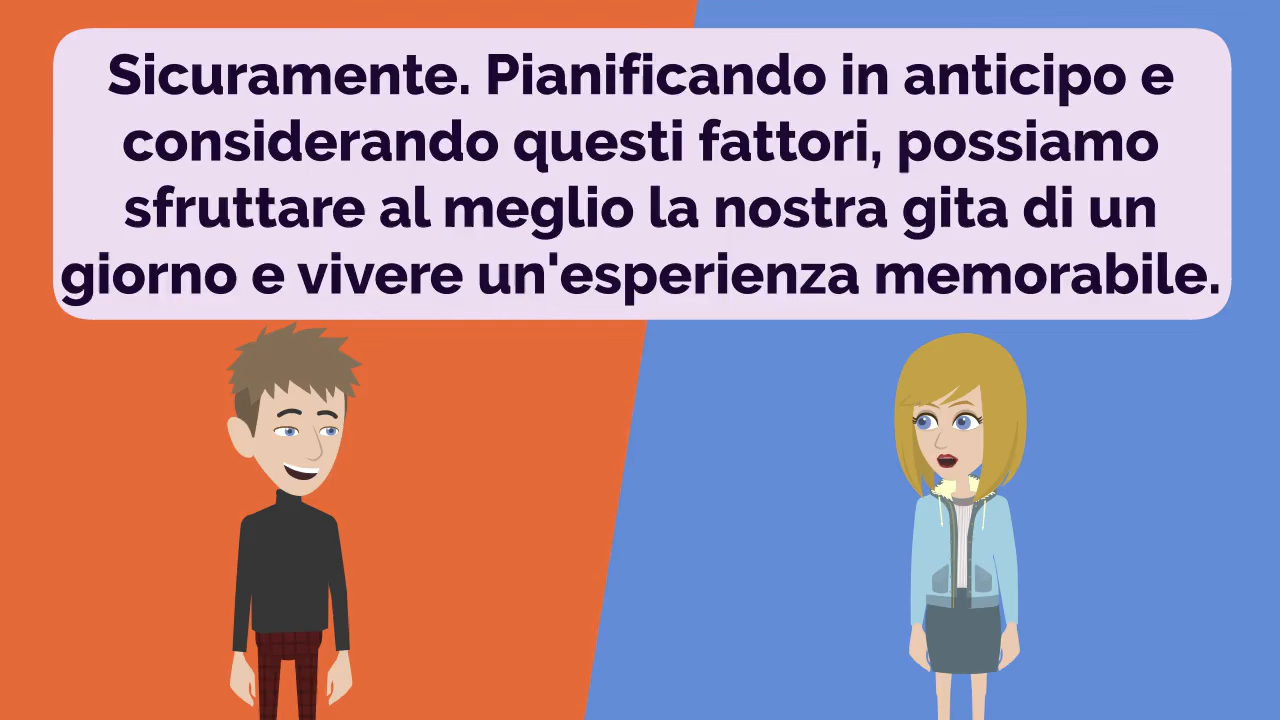 Sicuramente. Pianificando in anticipo e
considerando questi fattori, possiamo
sfruttare al meglio la nostra gita di un
giorno e vivere un'esperienza memorabile.